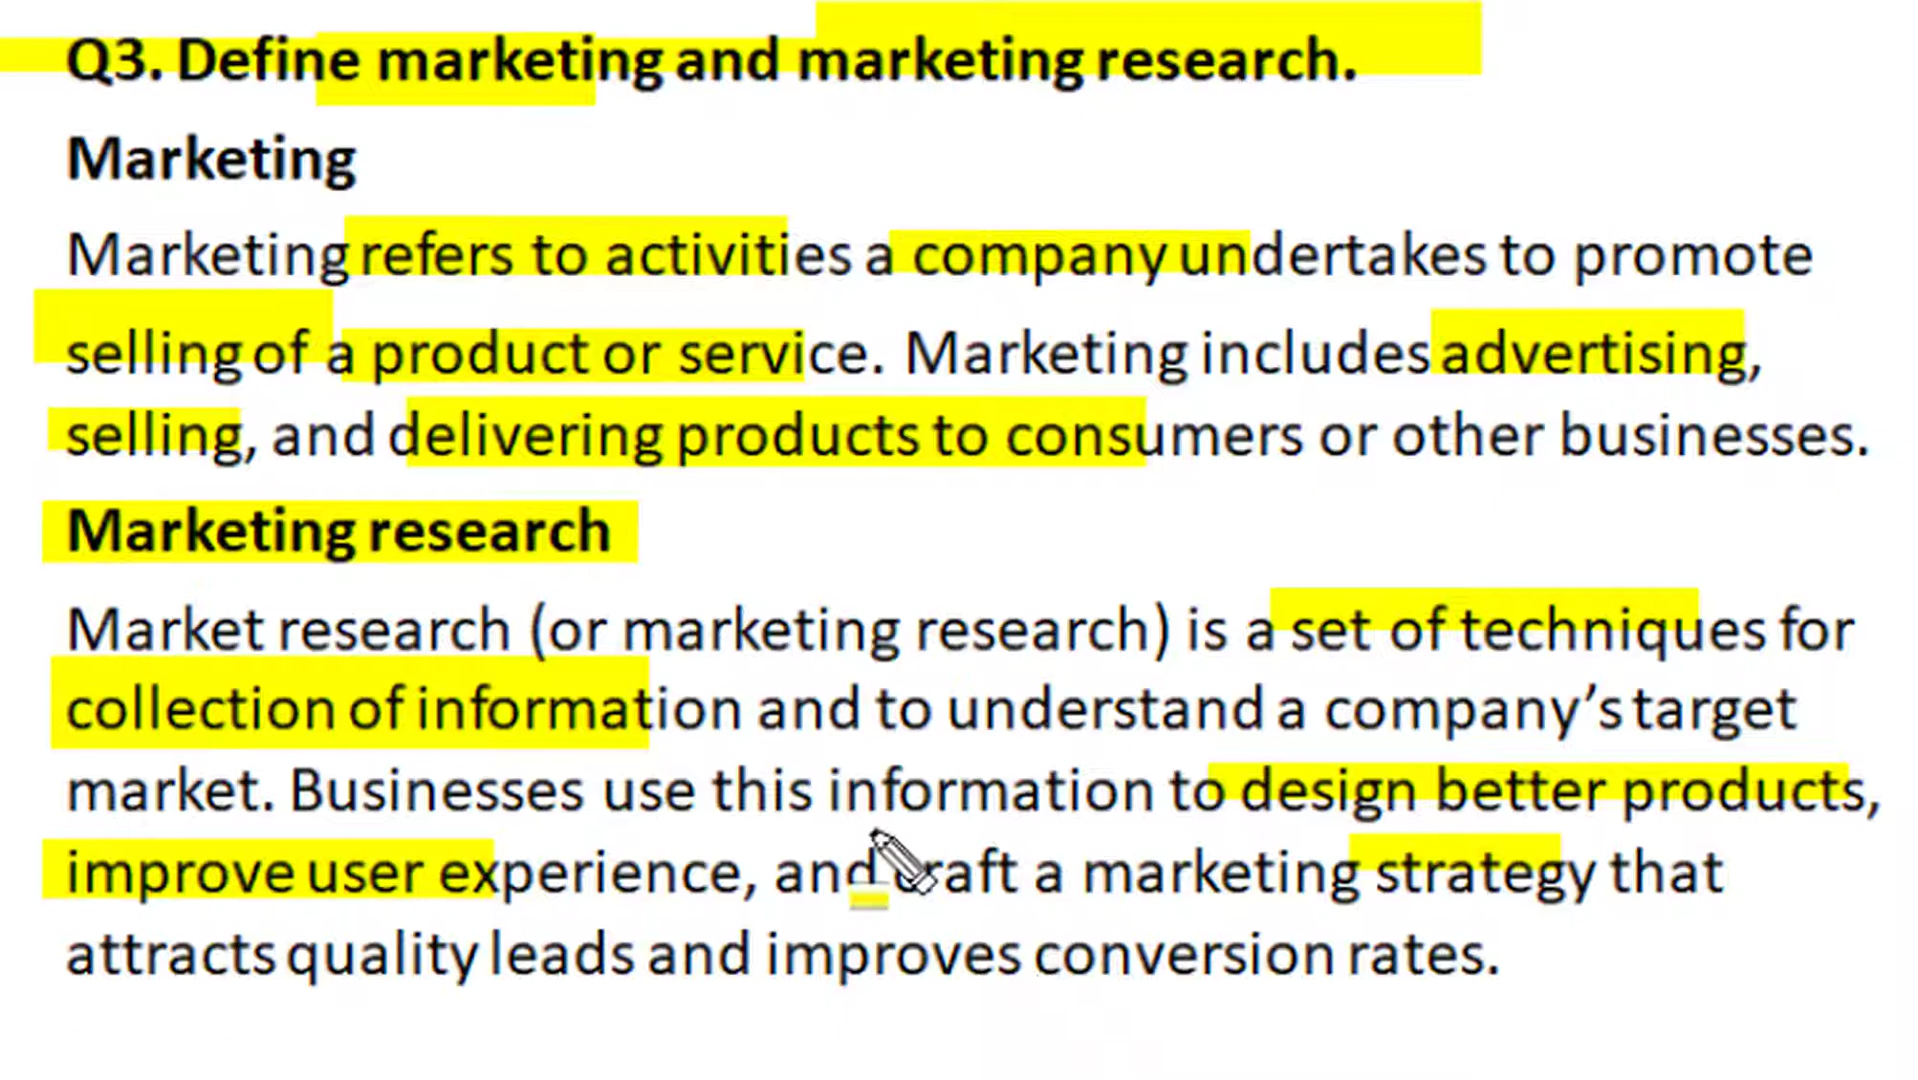 Q3. Define marketing and marketing research.
Marketing
Marketing refers to activities a company undertakes to promote
selling of a product or service. Marketing includes advertising,
selling, and delivering products to consumers or other businesses.
Marketing research
Market research (or marketing research) is a set of techniques for
collection of information and to understand a company’s target
market. Businesses use this information to design better products,
improve user experience, and craft a marketing strategy that
attracts quality leads and improves conversion rates.